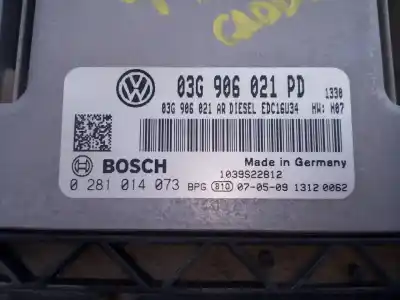 CADDY
03G 906 021 PD 1330
03G 906 021 AR DIESEL EDC16U34 HW: H07
BOSCH
Made in Germany
1039S22812
0 281 014 073 BPG 810 07-05-09 1312 0062